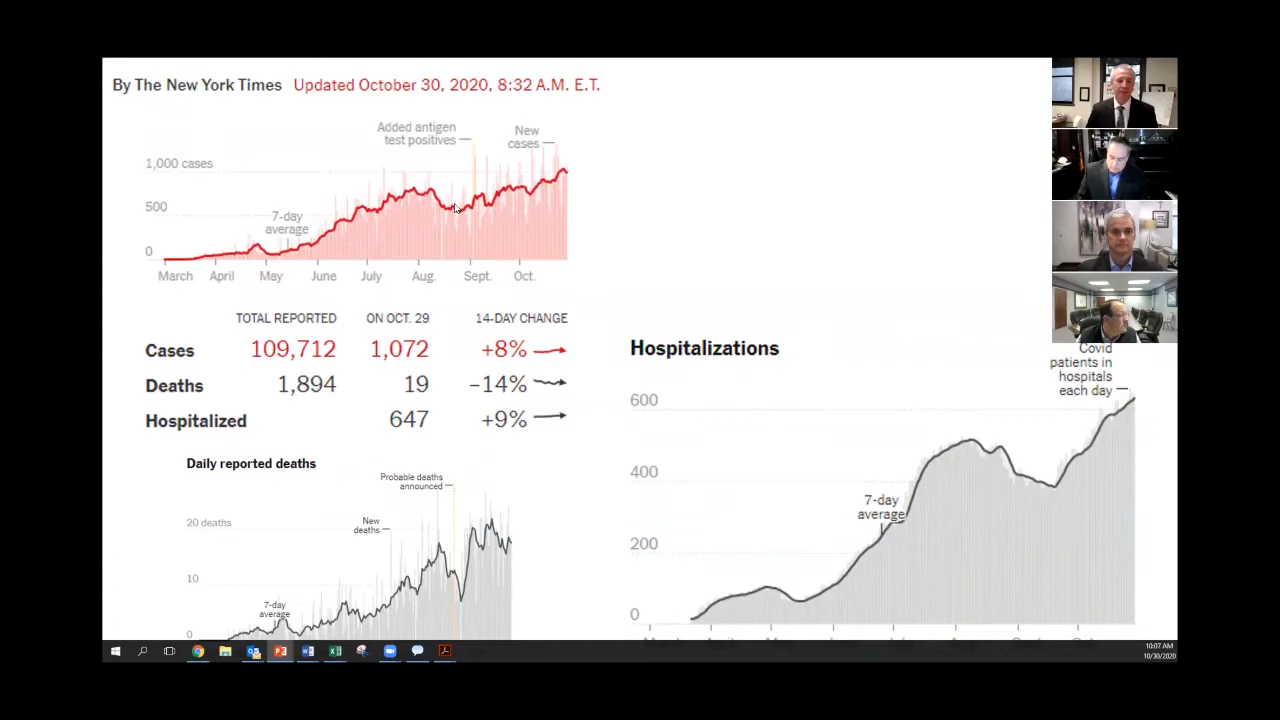 By The New York Times Updated October 30, 2020, 8:32 A.M. E.T.
Added antigen
test positives
New
cases
1,000 cases
500
7-day
average
0
March April May June July Aug. Sept. Oct.
TOTAL REPORTED ON OCT. 29 14-DAY CHANGE
Cases 109,712 1,072 +8%
Deaths 1,894 19 –14%
Hospitalized 647 +9%
Daily reported deaths
Probable deaths
announced
New
deaths
20 deaths
10
7-day
average
0
Hospitalizations
Covid
patients in
hospitals
each day
600
400
7-day
average
200
0
10:07 AM
10/30/2020